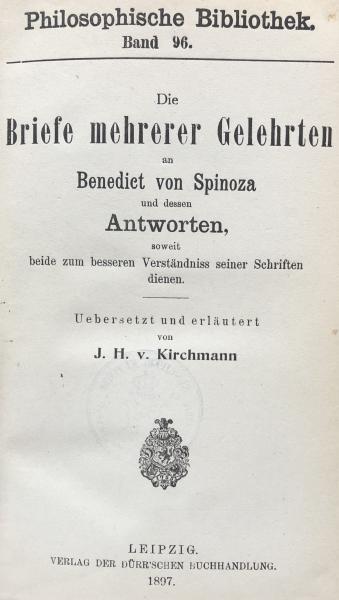 Philosophische Bibliothek.
Band 96.
Die
Briefe mehrerer Gelehrten
an
Benedict von Spinoza
und dessen
Antworten,
soweit
beide zum besseren Verständniss seiner Schriften
dienen.
Uebersetzt und erläutert
von
J. H. v. Kirchmann
LEIPZIG.
VERLAG DER DÜRR'SCHEN BUCHHANDLUNG.
1897.